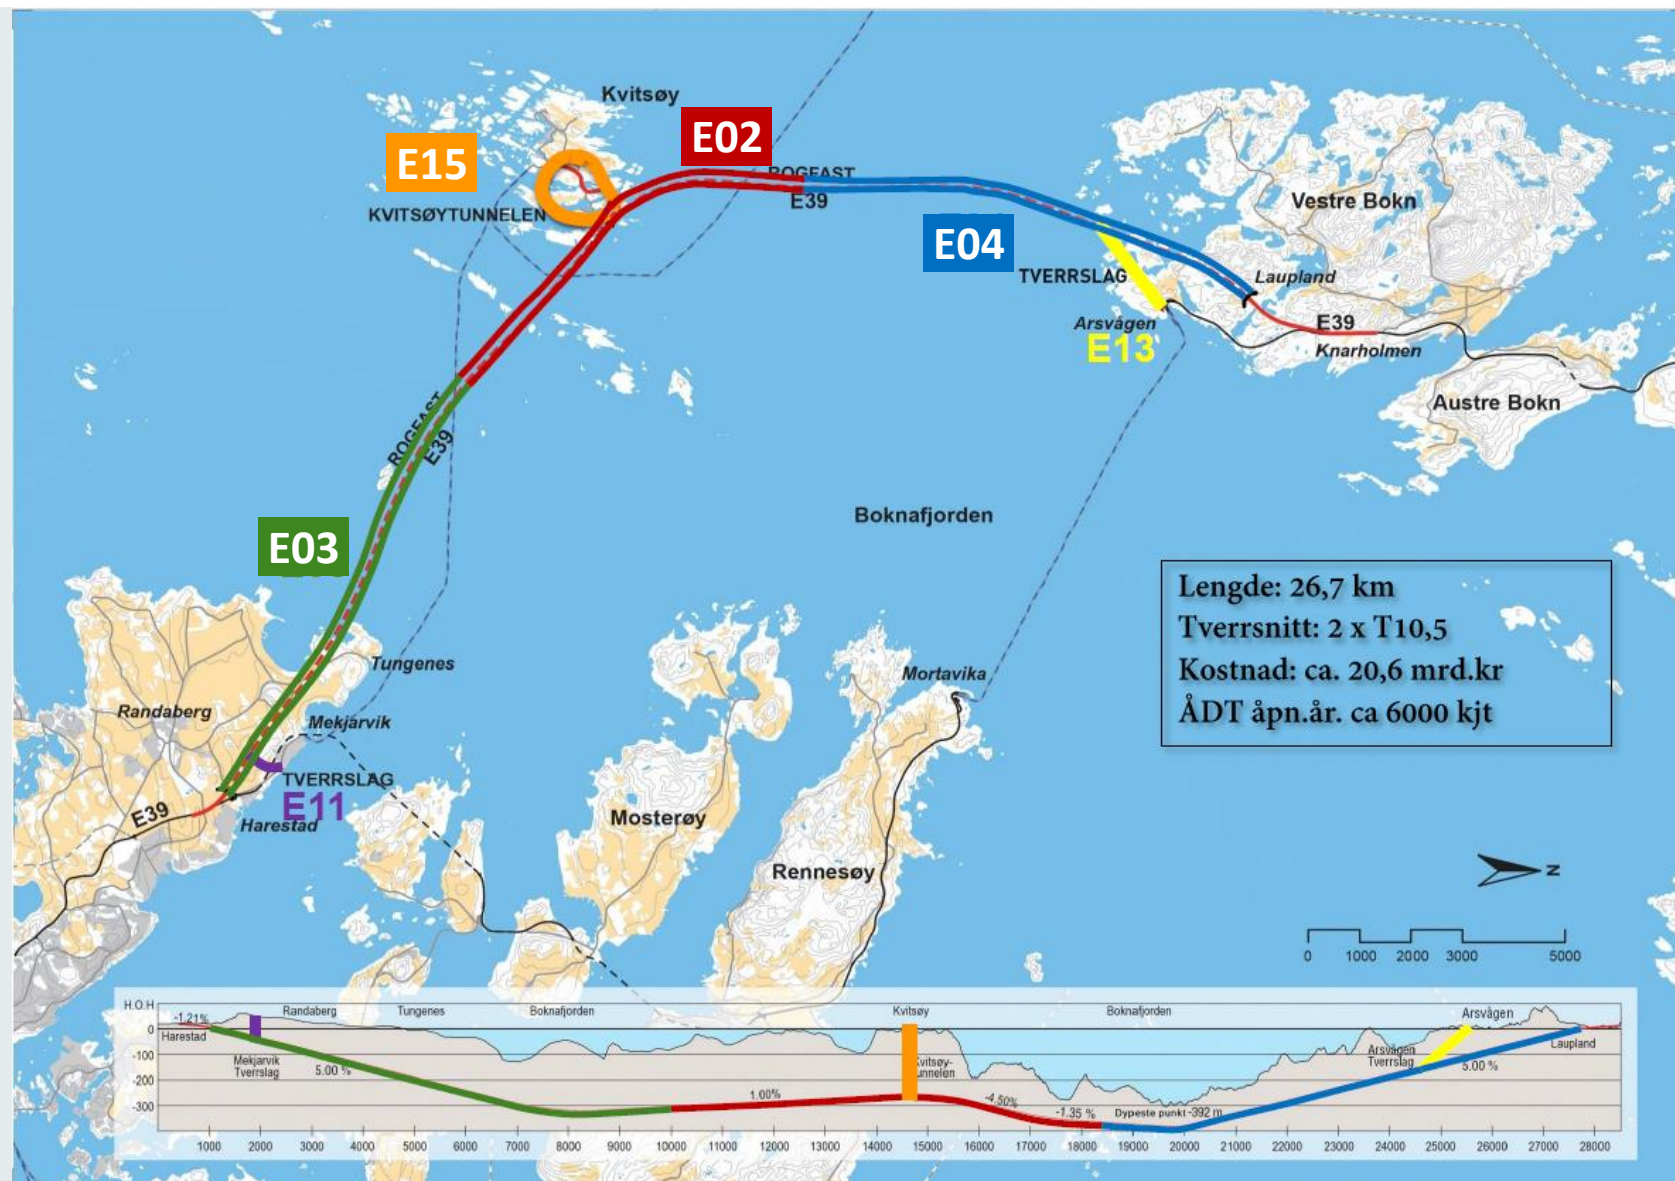 Kvitsøy
E02
E15
ROGFAST
E39
KVITSØYTUNNELEN
Vestre Bokn
E04
TVERRSLAG
Laupland
Arsvågen
E13
E39
Knarholmen
Austre Bokn
ROGFAST
E39
Boknafjorden
E03
Lengde: 26,7 km
Tverrsnitt: 2 x T10,5
Kostnad: ca. 20,6 mrd.kr
ÅDT åpn.år. ca 6000 kjt
Tungenes
Mortavika
Randaberg
Mekjarvik
TVERRSLAG
E11
E39
Harestad
Mosterøy
Rennesøy
N
0 1000 2000 3000 5000
H.O.H
-1.21%
Randaberg Tungenes Boknafjorden Kvitsøy Boknafjorden Arsvågen
0
Harestad
Laupland
Mekjarvik
Tverrslag
5.00 %
Kvitsøy-
Arsvågen
Tverrslag
5.00 %
-100
-200
-300
1.00%
-4.50%
-1.35 %
Dypeste punkt -392 m
1000 2000 3000 4000 5000 6000 7000 8000 9000 10000 11000 12000 13000 14000 15000 16000 17000 18000 19000 20000 21000 22000 23000 24000 25000 26000 27000 28000